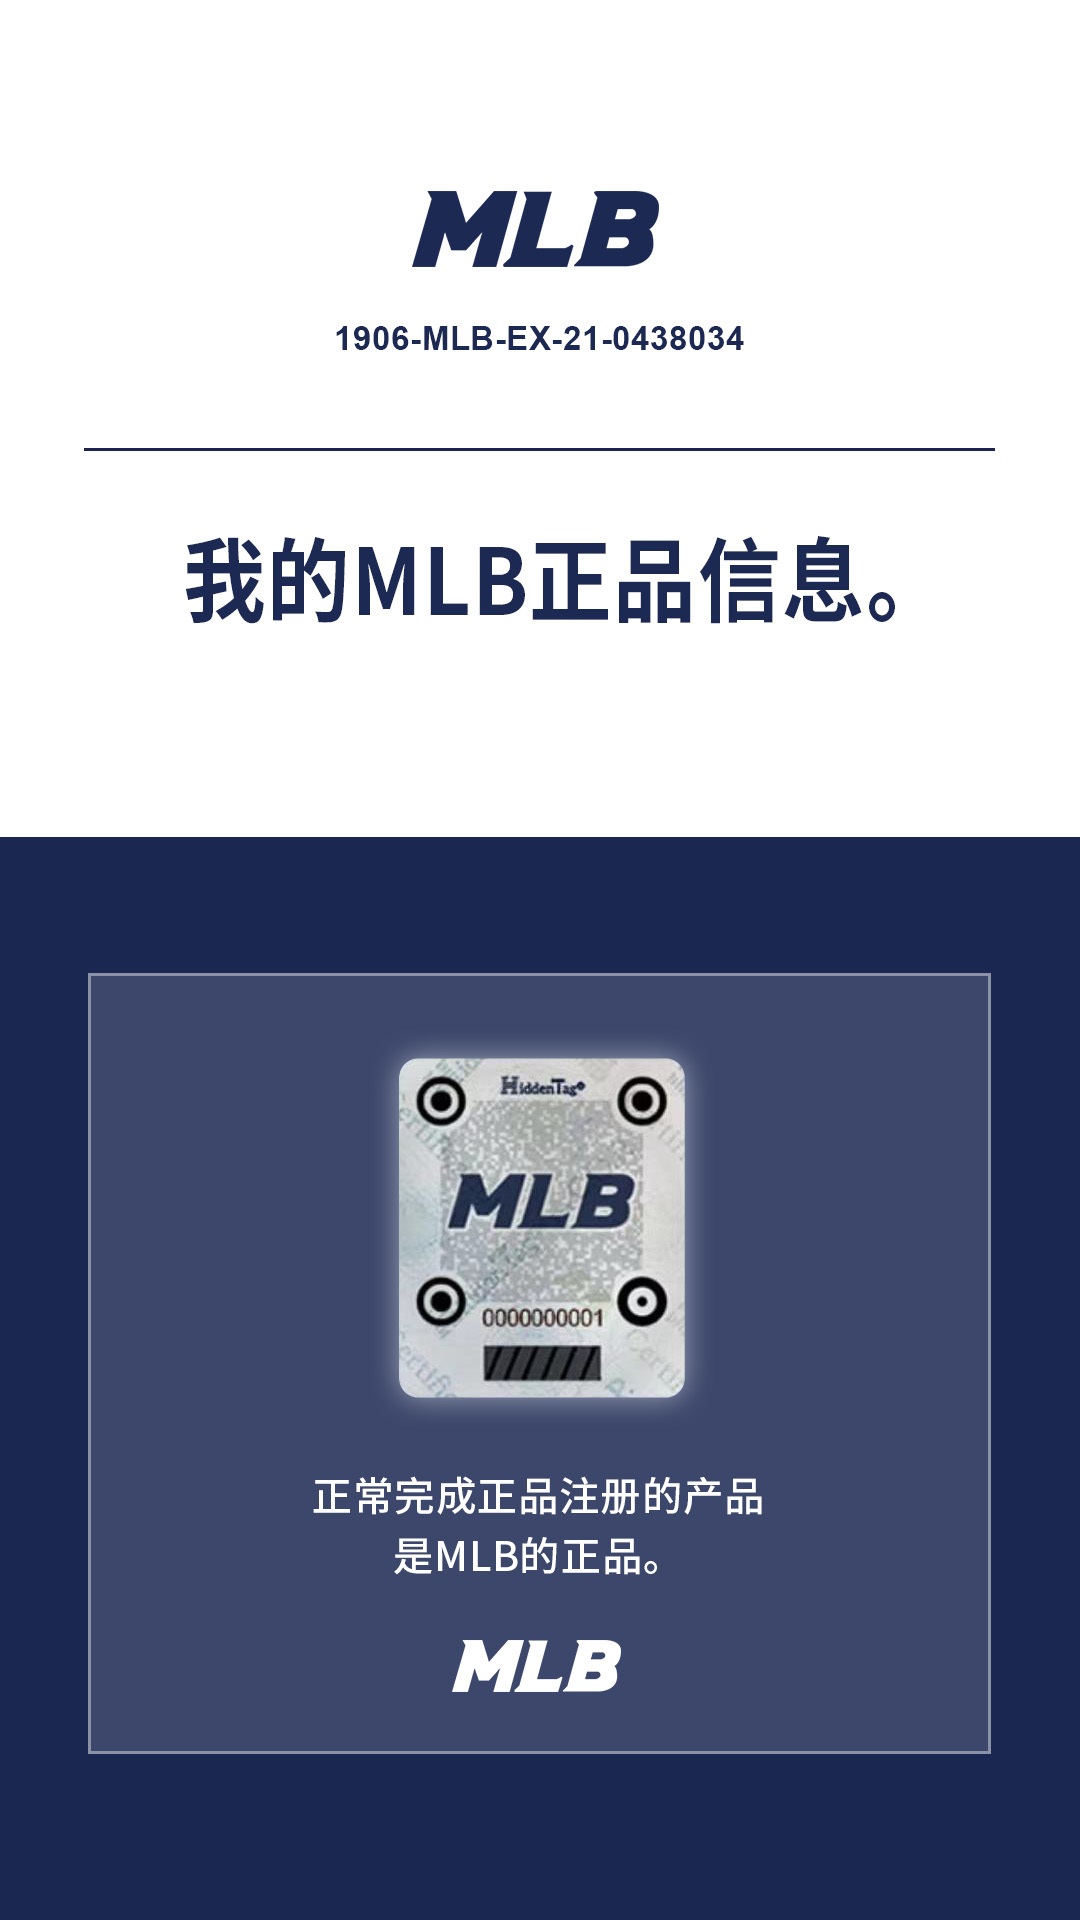 MLB
1906-MLB-EX-21-0438034
我的MLB正品信息。
HiddenTag
MLB
0000000001
正常完成正品注册的产品
是MLB的正品。
MLB